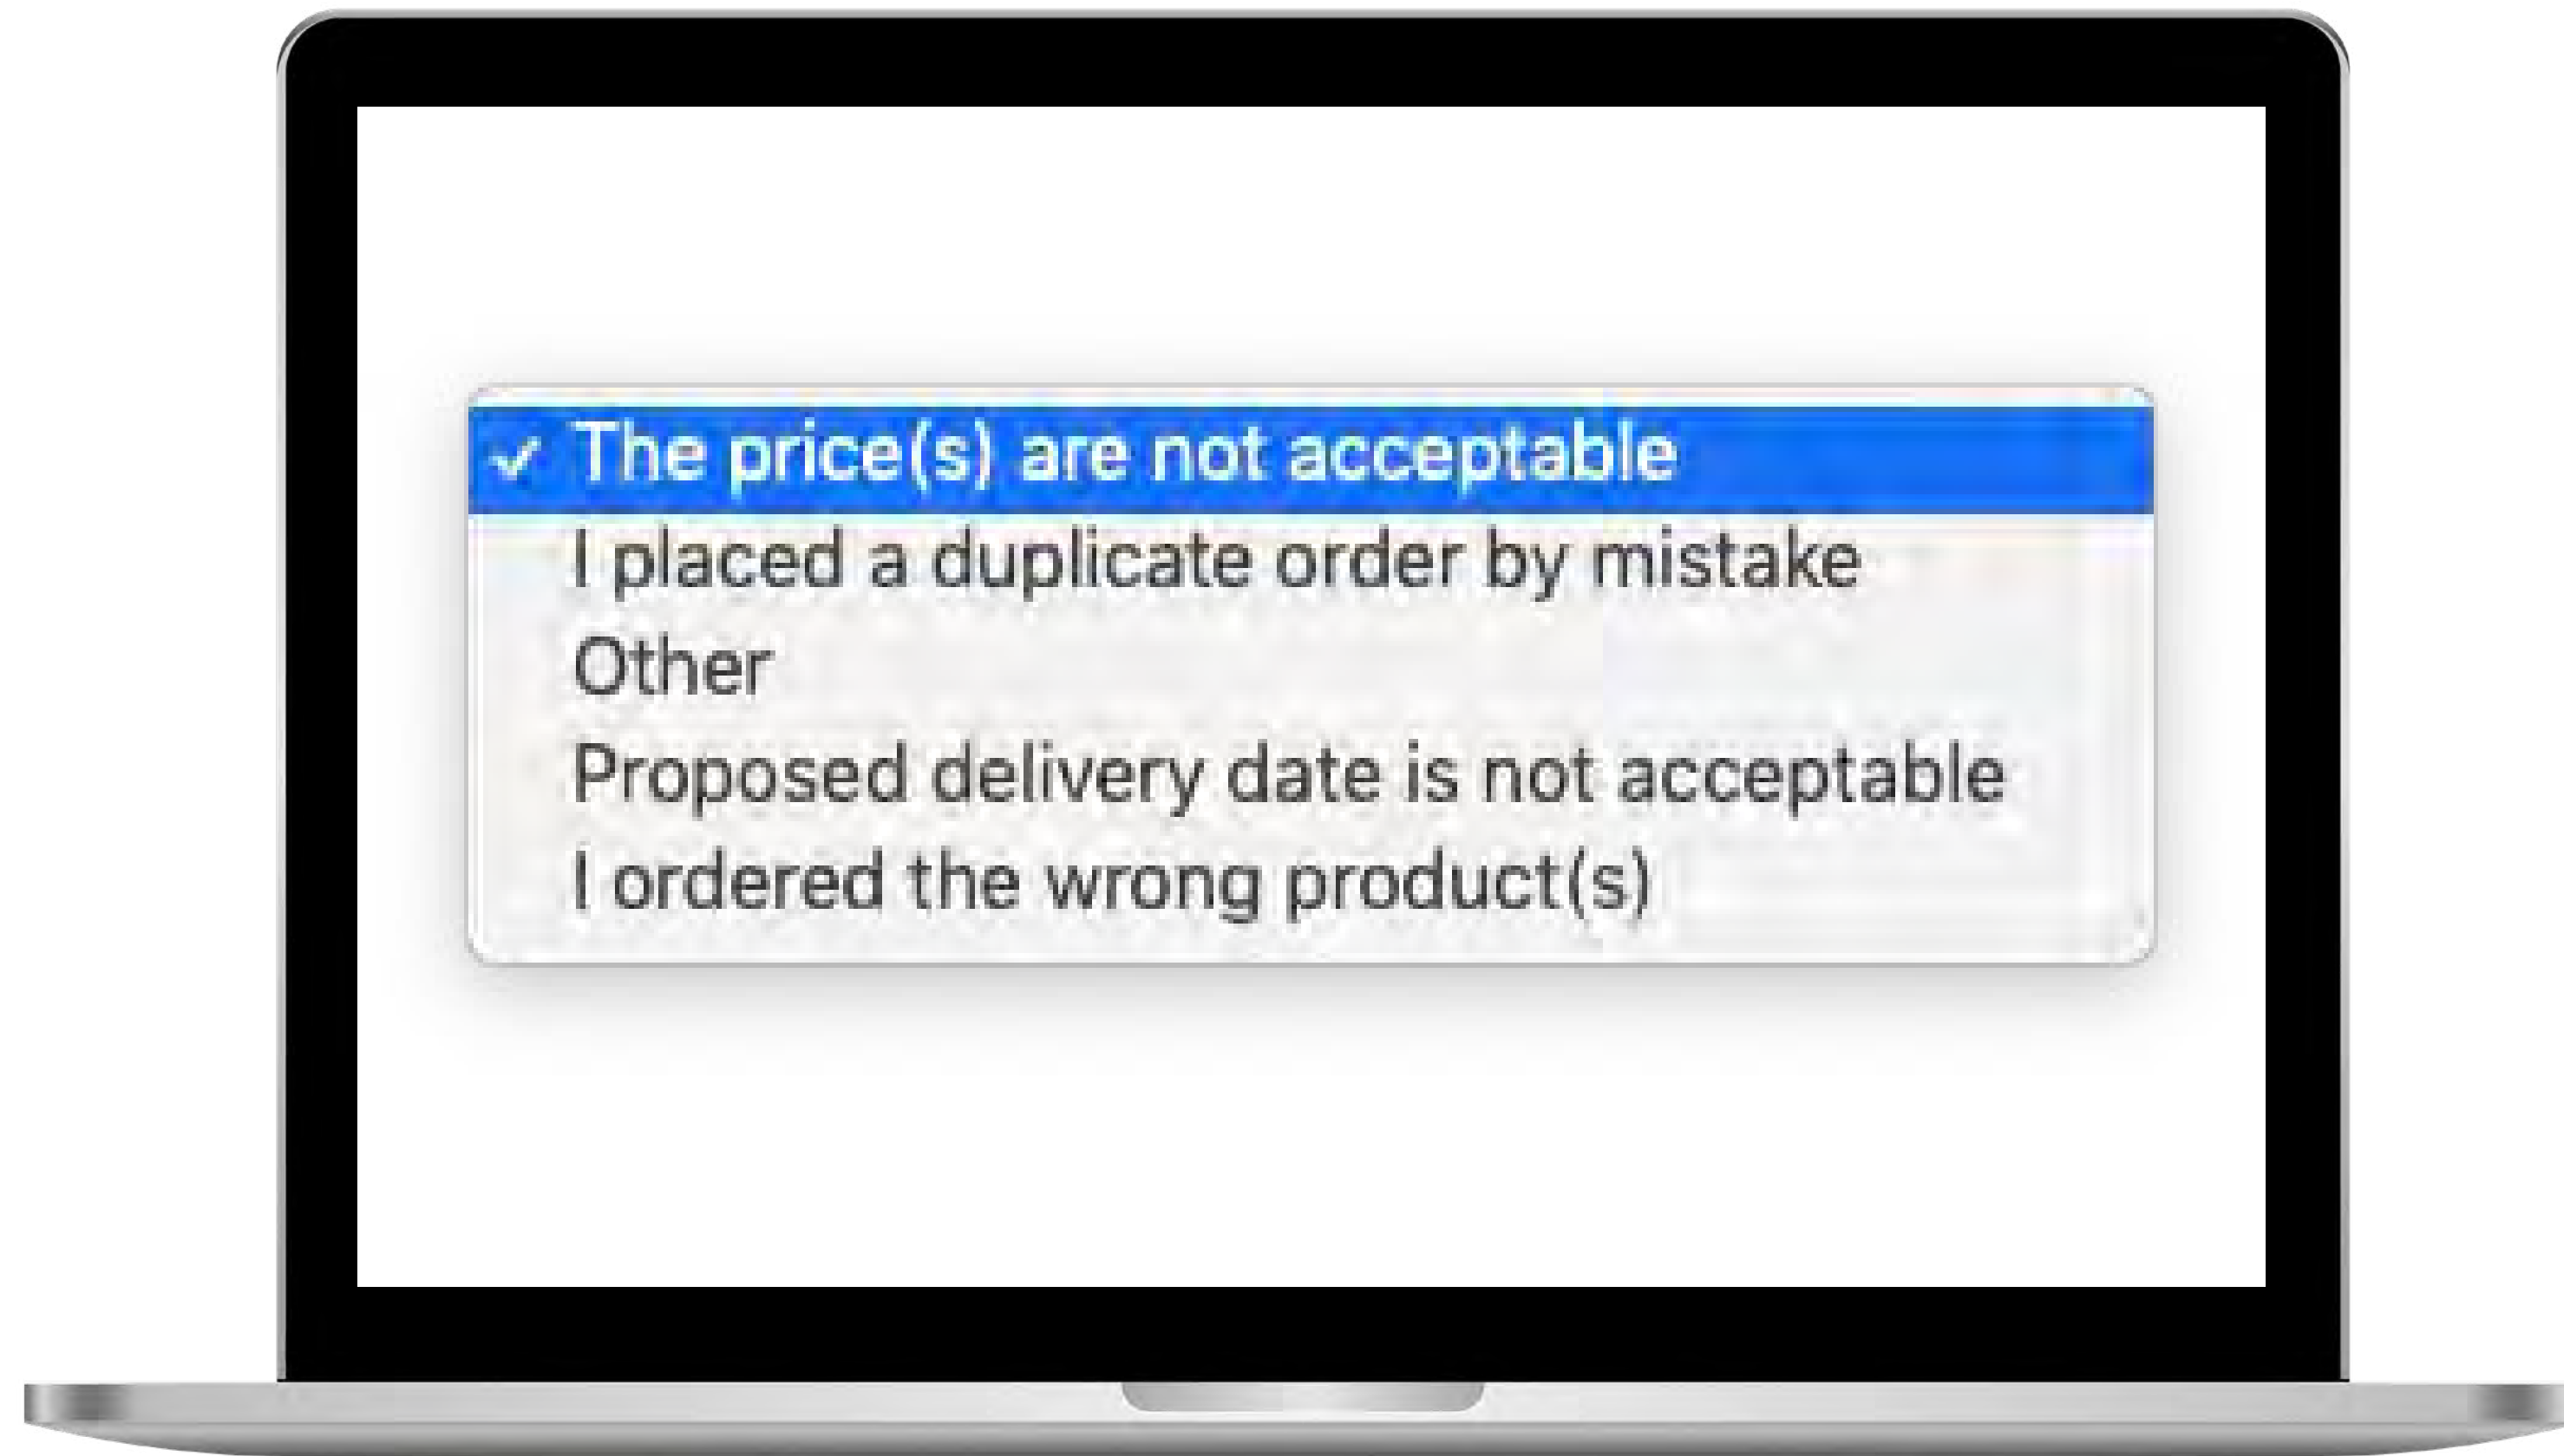 ✓ The price(s) are not acceptable
I placed a duplicate order by mistake
Other
Proposed delivery date is not acceptable
I ordered the wrong product(s)